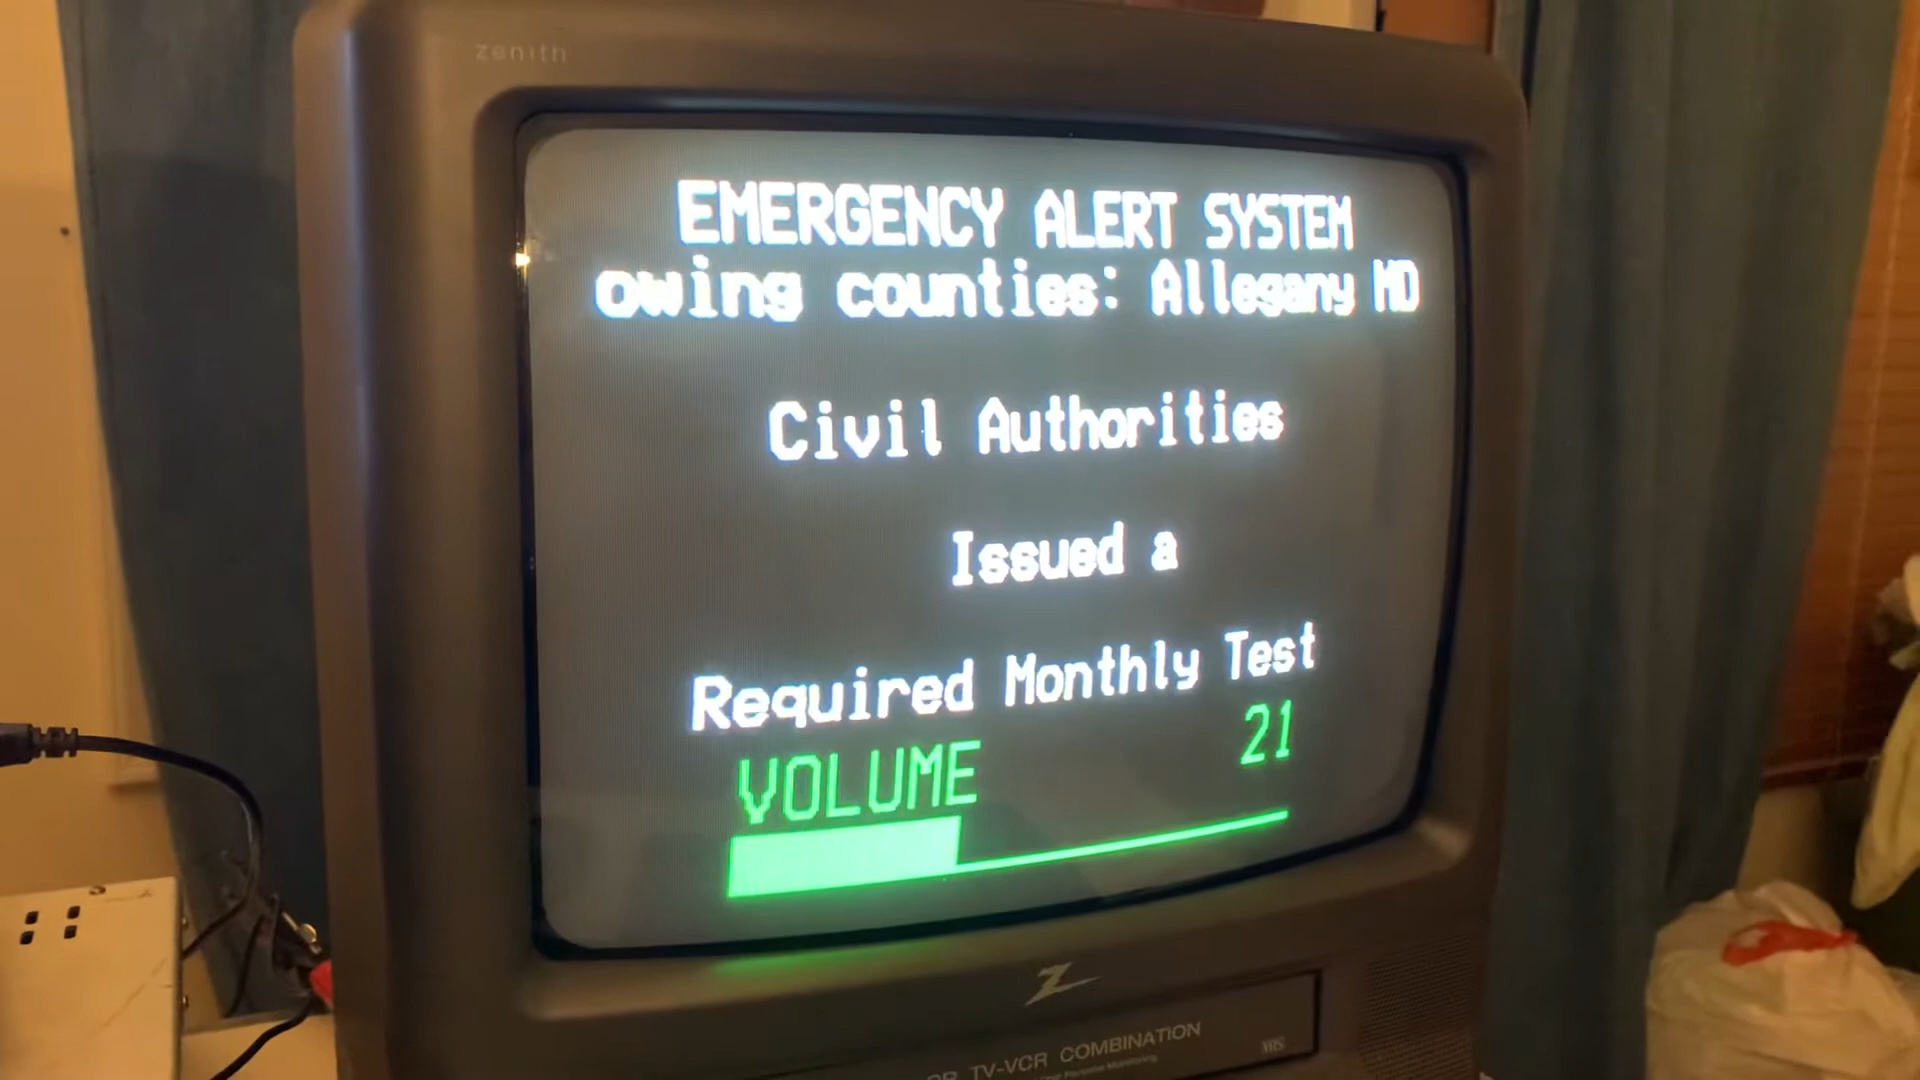 zenith
EMERGENCY ALERT SYSTEM
owing counties: Allegany MD
Civil Authorities
Issued a
Required Monthly Test
VOLUME 21
Z
TV-VCR COMBINATION
VHS